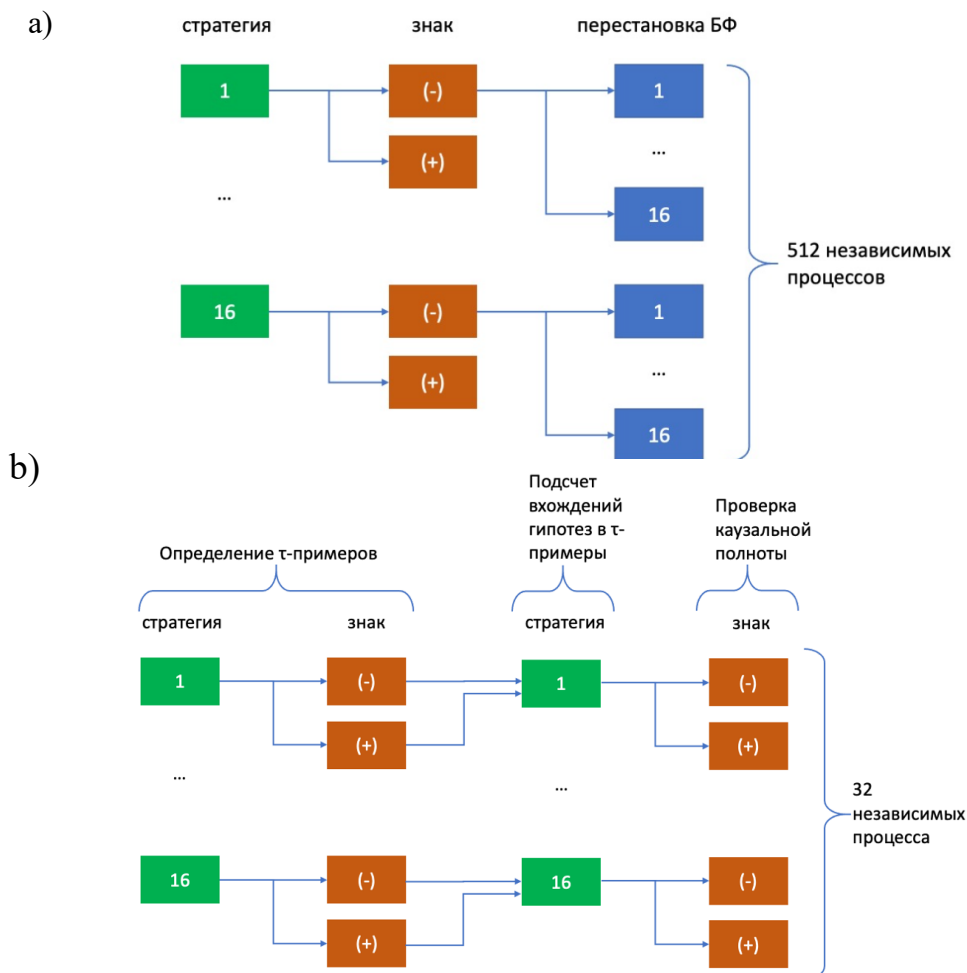 a)
стратегия знак перестановка БФ
1 (-) 1
(+) ...
... 16
512 независимых
процессов
16 (-) 1
(+) ...
16
b)
Подсчет
вхождений
гипотез в τ-
примеры
Проверка
каузальной
полноты
Определение τ-примеров
стратегия знак стратегия знак
1 (-) 1 (-)
(+) (+)
... ...
32
независимых
процесса
16 (-) 16 (-)
(+) (+)